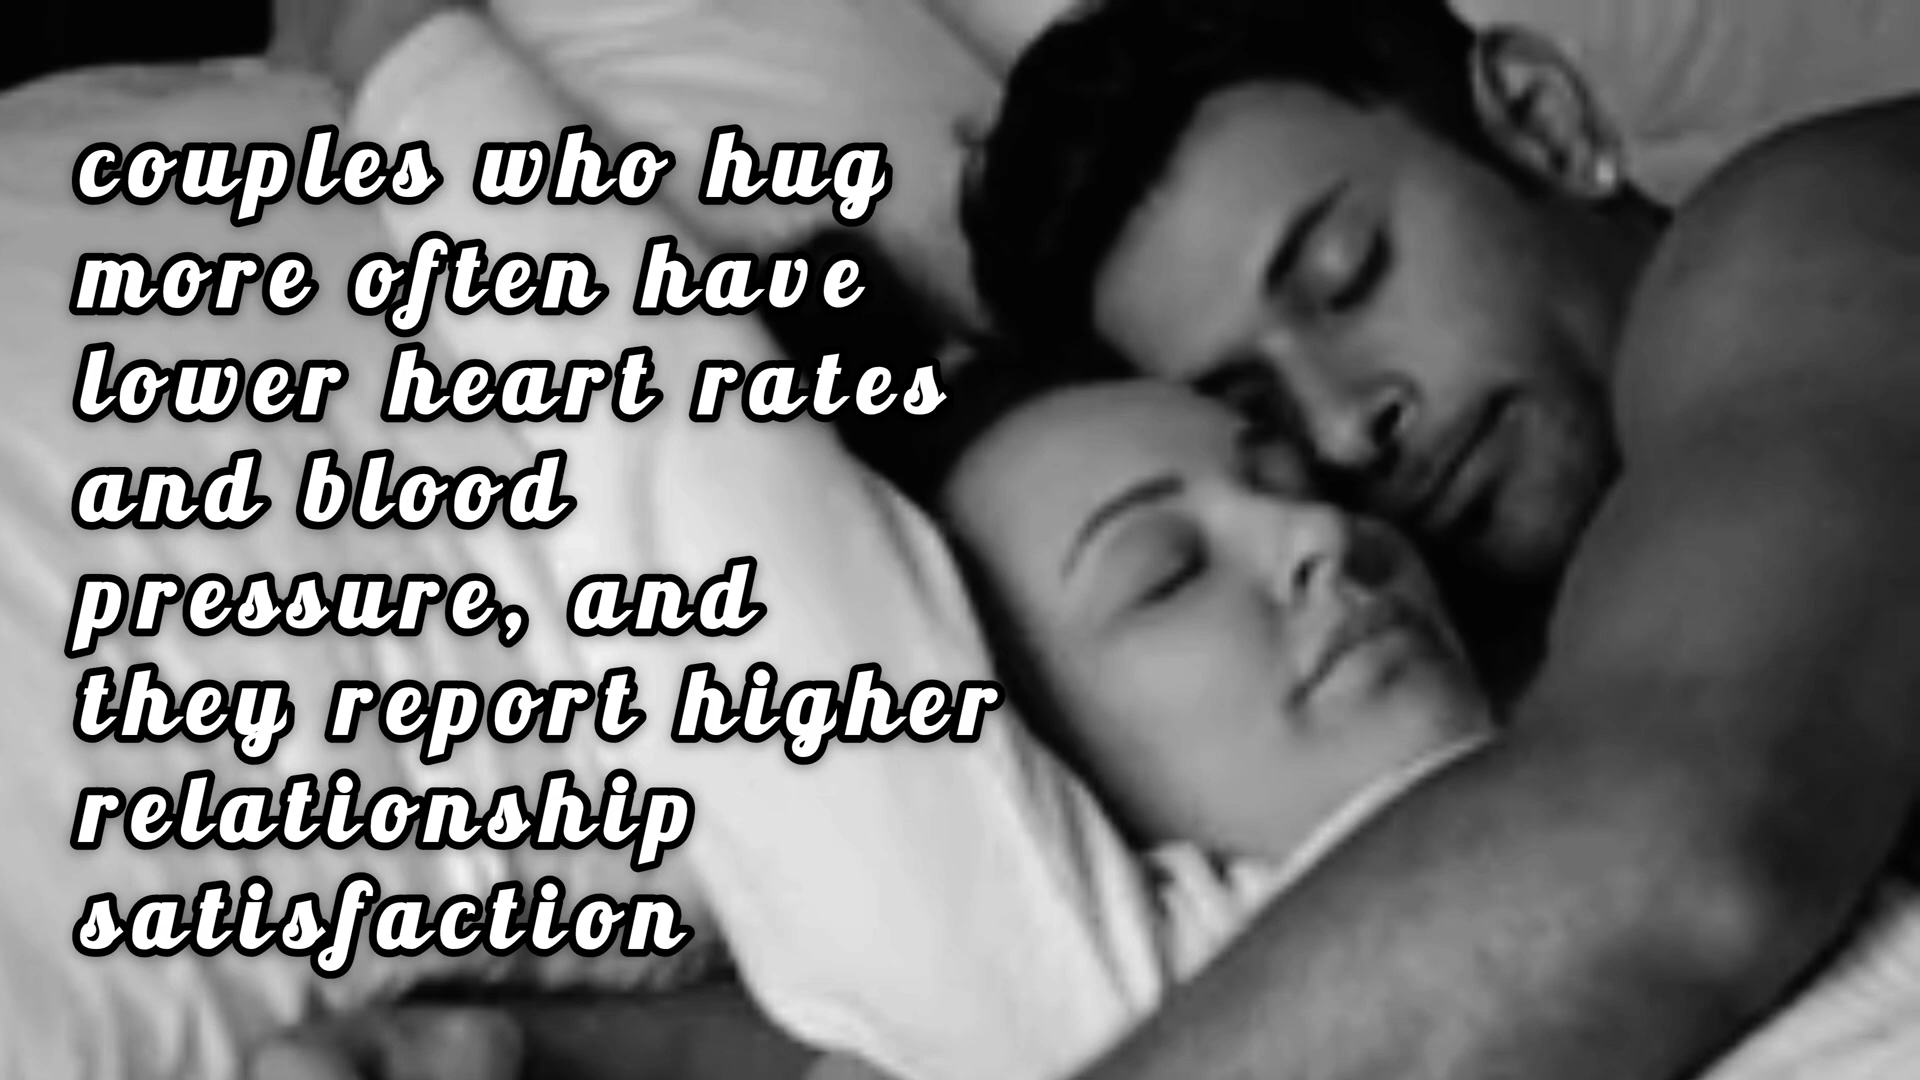 couples who hug
more often have
lower heart rates
and blood
pressure, and
they report higher
relationship
satisfaction